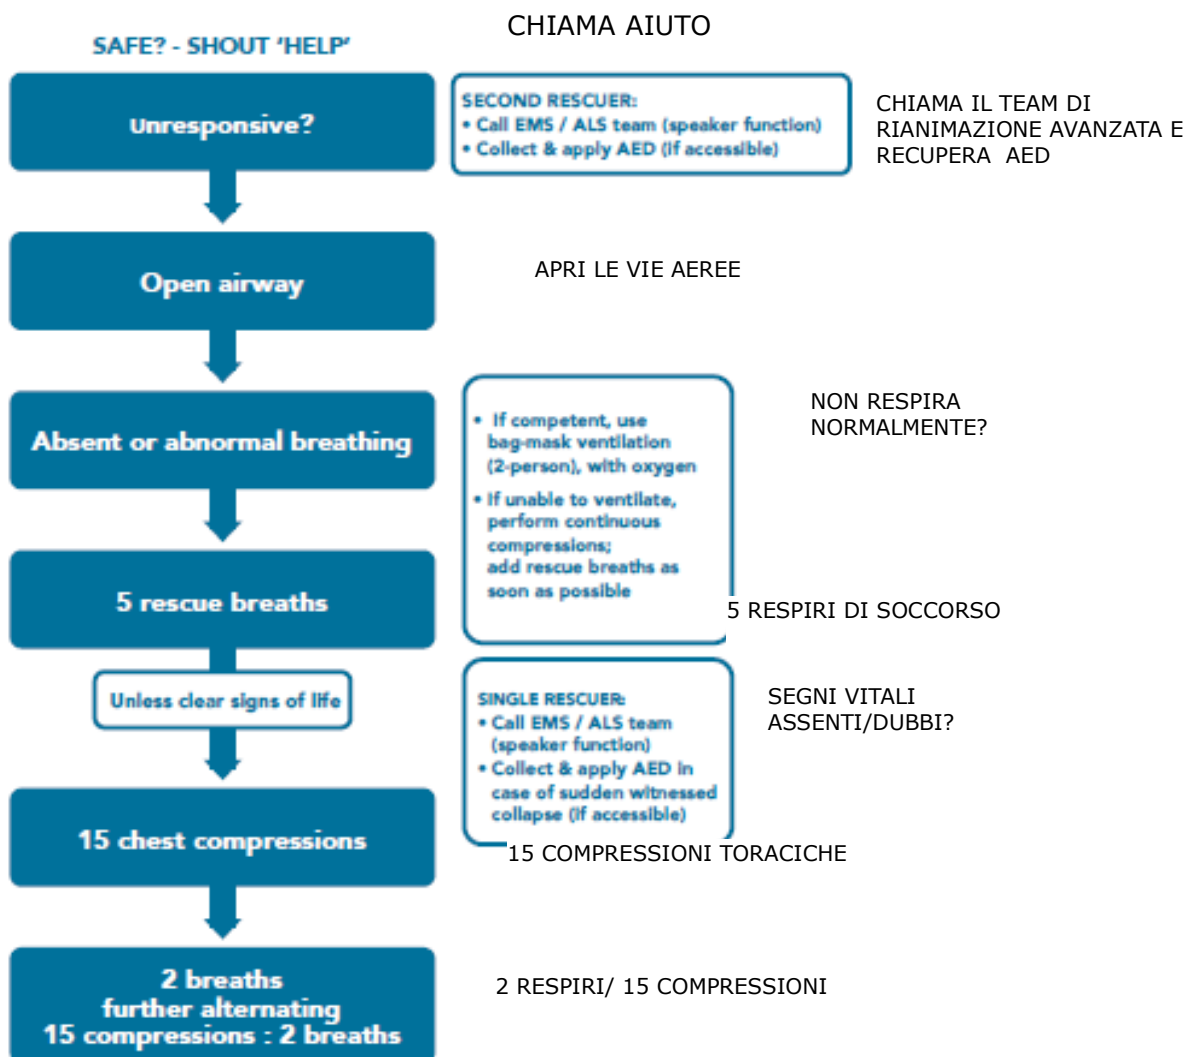 CHIAMA AIUTO
SAFE? - SHOUT 'HELP'
Unresponsive?
SECOND RESCUER:
• Call EMS / ALS team (speaker function)
• Collect & apply AED (if accessible)
CHIAMA IL TEAM DI
RIANIMAZIONE AVANZATA E
RECUPERA AED
Open airway
APRI LE VIE AEREE
Absent or abnormal breathing
• If competent, use
bag-mask ventilation
(2-person), with oxygen
• If unable to ventilate,
perform continuous
compressions;
add rescue breaths as
soon as possible
NON RESPIRA
NORMALMENTE?
5 rescue breaths
5 RESPIRI DI SOCCORSO
Unless clear signs of life
SINGLE RESCUER:
• Call EMS / ALS team
(speaker function)
• Collect & apply AED in
case of sudden witnessed
collapse (if accessible)
SEGNI VITALI
ASSENTI/DUBBI?
15 chest compressions
15 COMPRESSIONI TORACICHE
2 breaths
further alternating
15 compressions : 2 breaths
2 RESPIRI/ 15 COMPRESSIONI